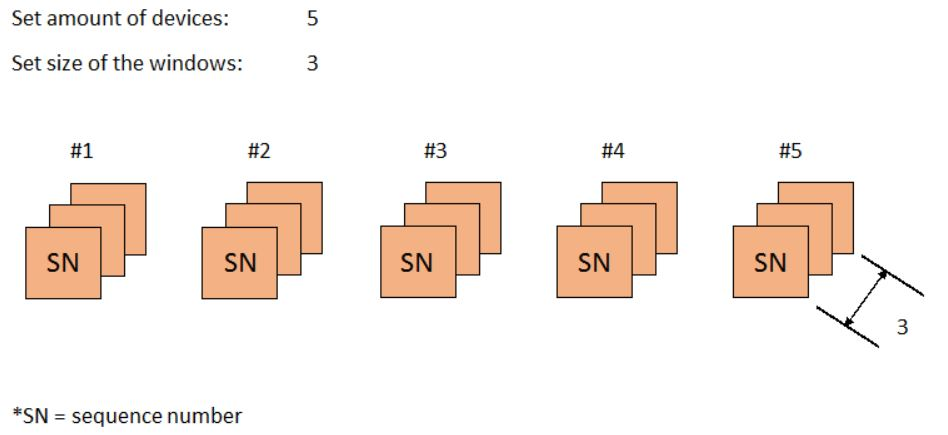 Set amount of devices: 5
Set size of the windows: 3
#1 #2 #3 #4 #5
SN SN SN SN SN
3
*SN = sequence number